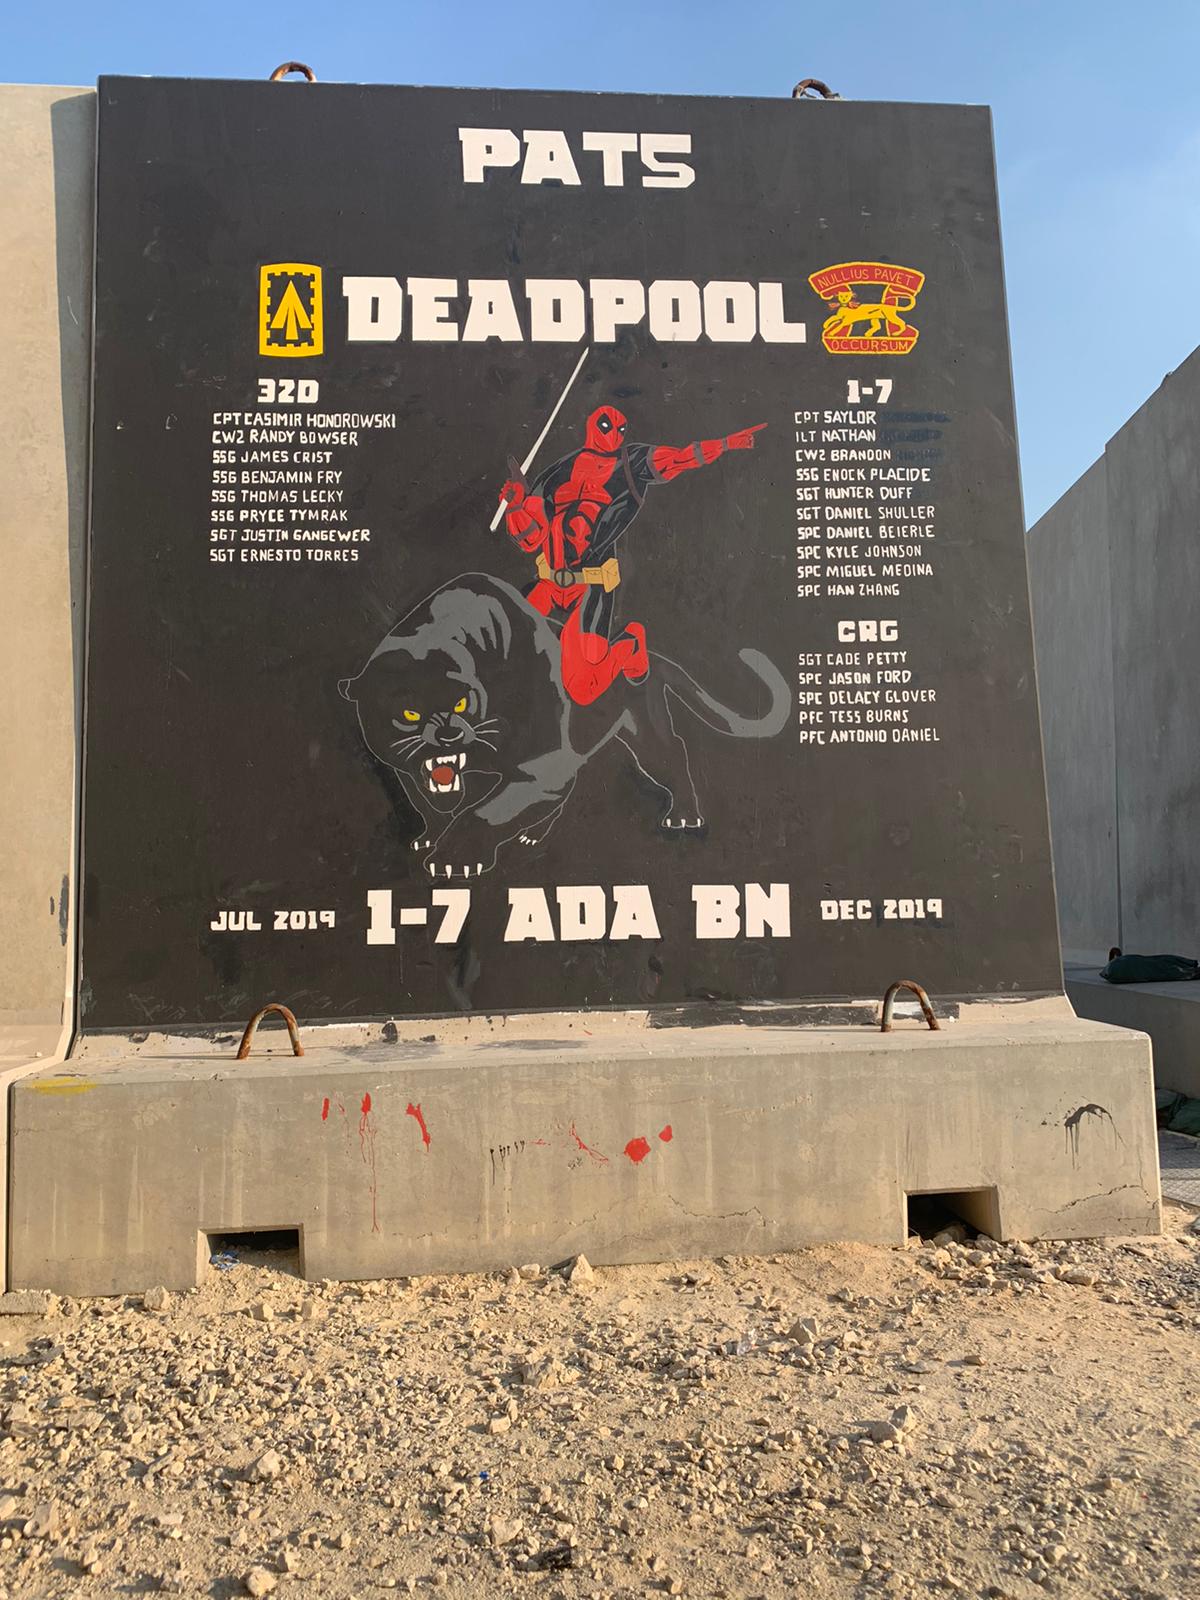 PATS
DEADPOOL
NULLIUS PAVET
OCCURSUM
32D
CPT CASIMIR HONOROWSKI
CW2 RANDY BOWSER
SSG JAMES CRIST
SSG BENJAMIN FRY
SSG THOMAS LECKY
SSG PRYCE TYMRAK
SGT JUSTIN GANGEWER
SGT ERNESTO TORRES
1-7
CPT SAYLOR
1LT NATHAN
CW2 BRANDON
SSG ENOCK PLACIDE
SGT HUNTER DUFF
SGT DANIEL SHULLER
SPC DANIEL BEIERLE
SPC KYLE JOHNSON
SPC MIGUEL MEDINA
SPC HAN ZHANG
CRG
SGT CADE PETTY
SPC JASON FORD
SPC DELACY GLOVER
PFC TESS BURNS
PFC ANTONIO DANIEL
JUL 2019 1-7 ADA BN DEC 2019